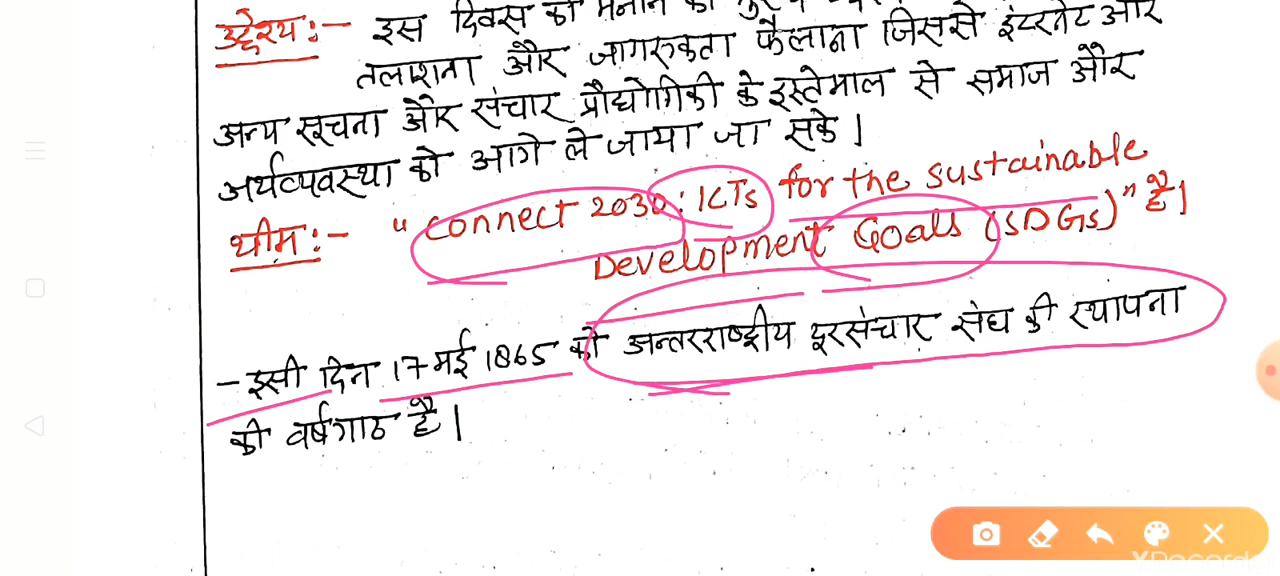 उद्देश्य:- इस दिवस को मनाने का
तलाशना और जागरुकता फैलाना जिससे इंटरनेट और
अन्य सूचना और संचार प्रौद्योगिकी के इस्तेमाल से समाज और
अर्थव्यवस्था को आगे ले जाया जा सके।
थीम:- "Connect 2030: ICTs for the sustainable
Development Goals (SDGs)" है।
- इसी दिन 17 मई 1865 को अन्तरराष्ट्रीय दूरसंचार संघ की स्थापना
की वर्षगाठ है।
XRecorder